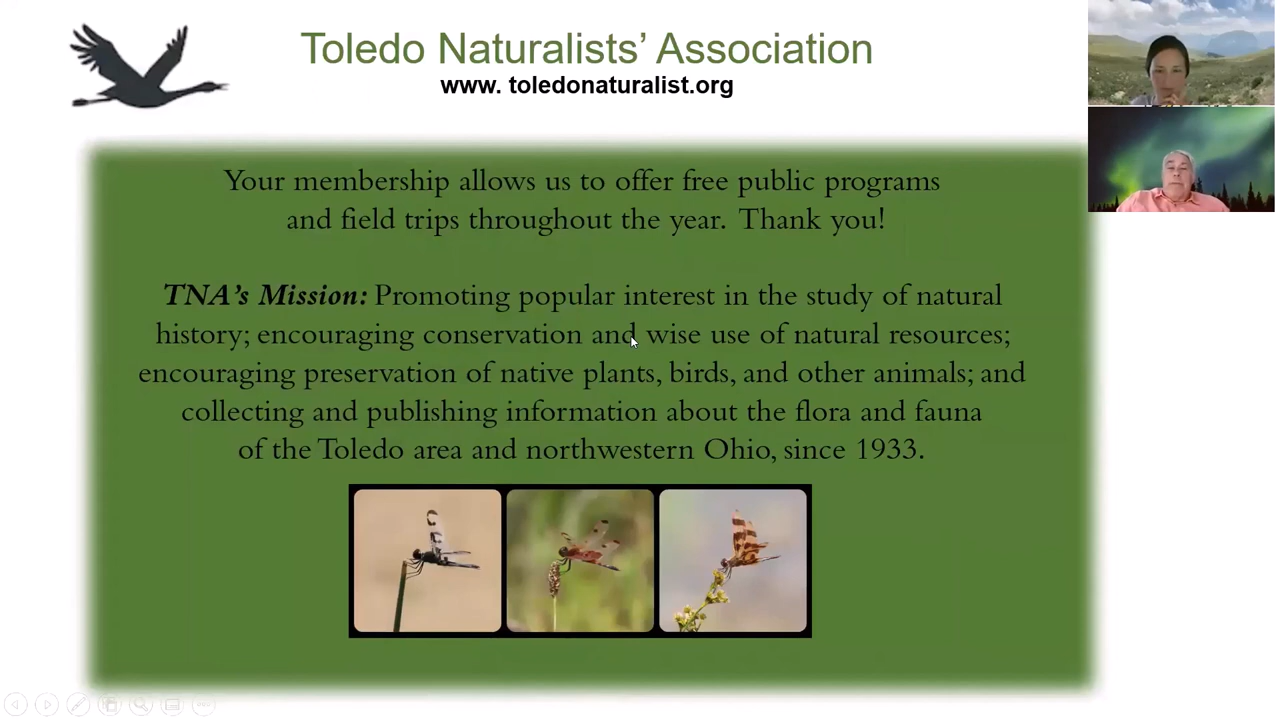 Toledo Naturalists’ Association
www. toledonaturalist.org
Your membership allows us to offer free public programs
and field trips throughout the year. Thank you!
TNA’s Mission: Promoting popular interest in the study of natural
history; encouraging conservation and wise use of natural resources;
encouraging preservation of native plants, birds, and other animals; and
collecting and publishing information about the flora and fauna
of the Toledo area and northwestern Ohio, since 1933.